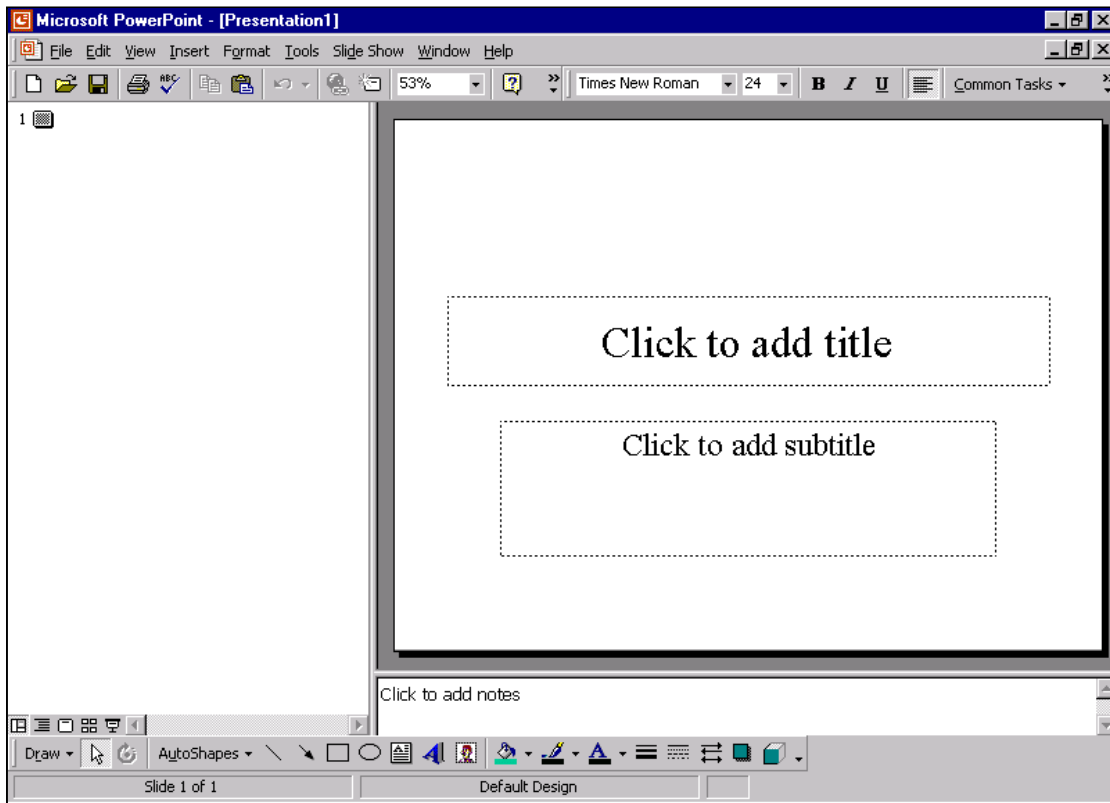 Microsoft PowerPoint - [Presentation1]
File Edit View Insert Format Tools Slide Show Window Help
53% Times New Roman 24 B I U Common Tasks
1
Click to add title
Click to add subtitle
Click to add notes
Draw AutoShapes
Slide 1 of 1 Default Design